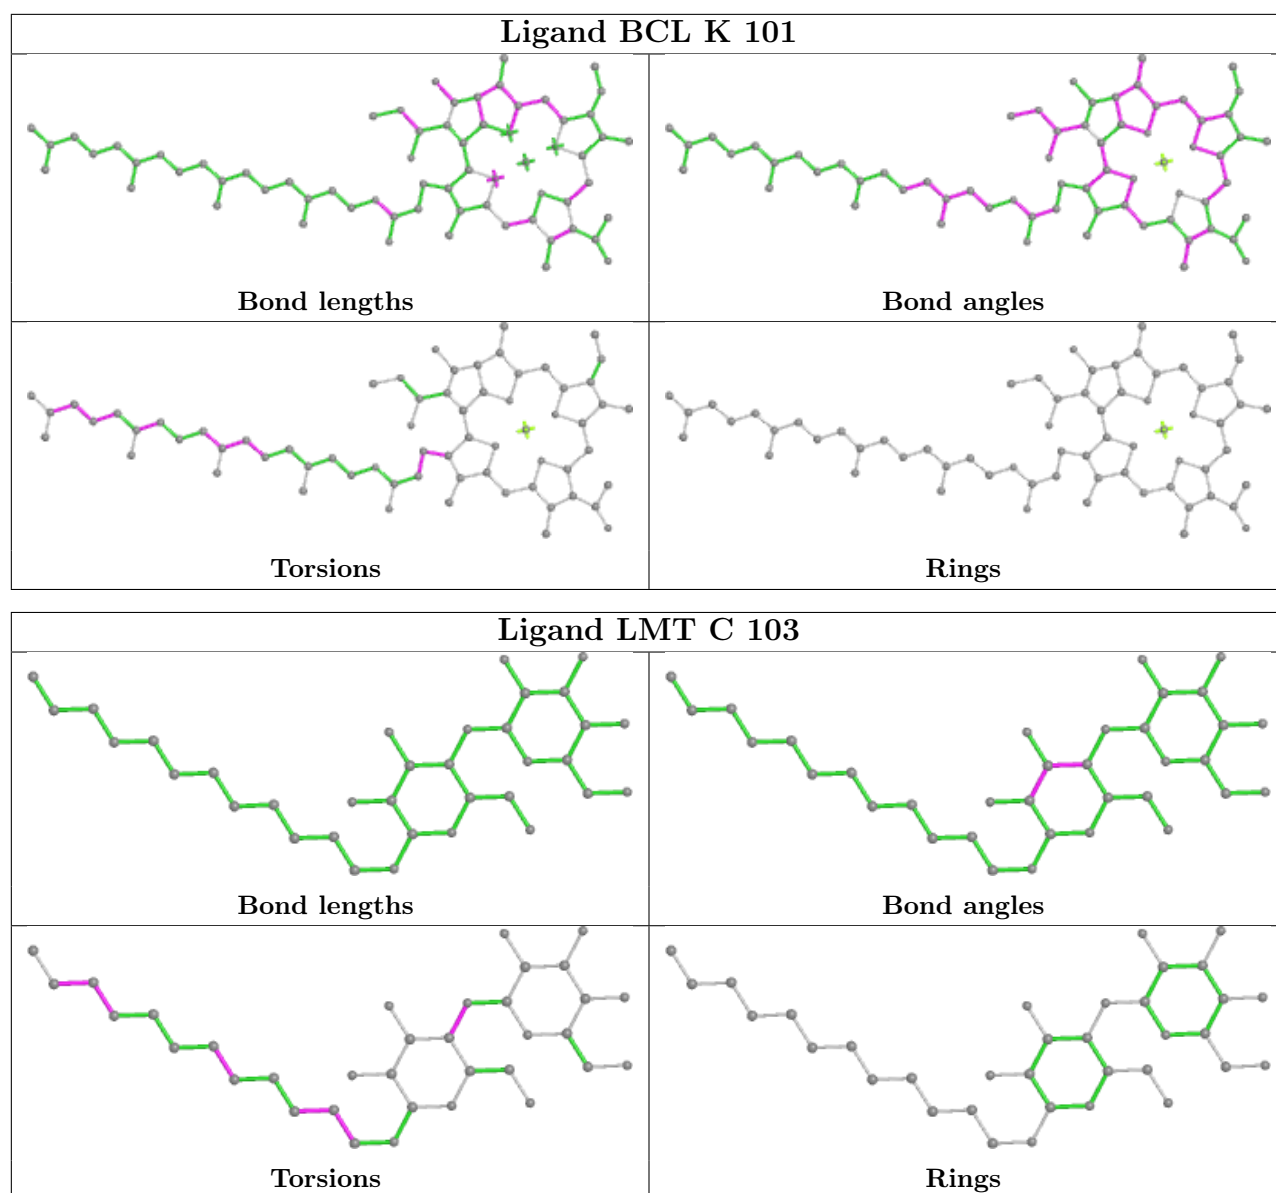 Ligand BCL K 101
Bond lengths
Bond angles
Torsions
Rings
Ligand LMT C 103
Bond lengths
Bond angles
Torsions
Rings